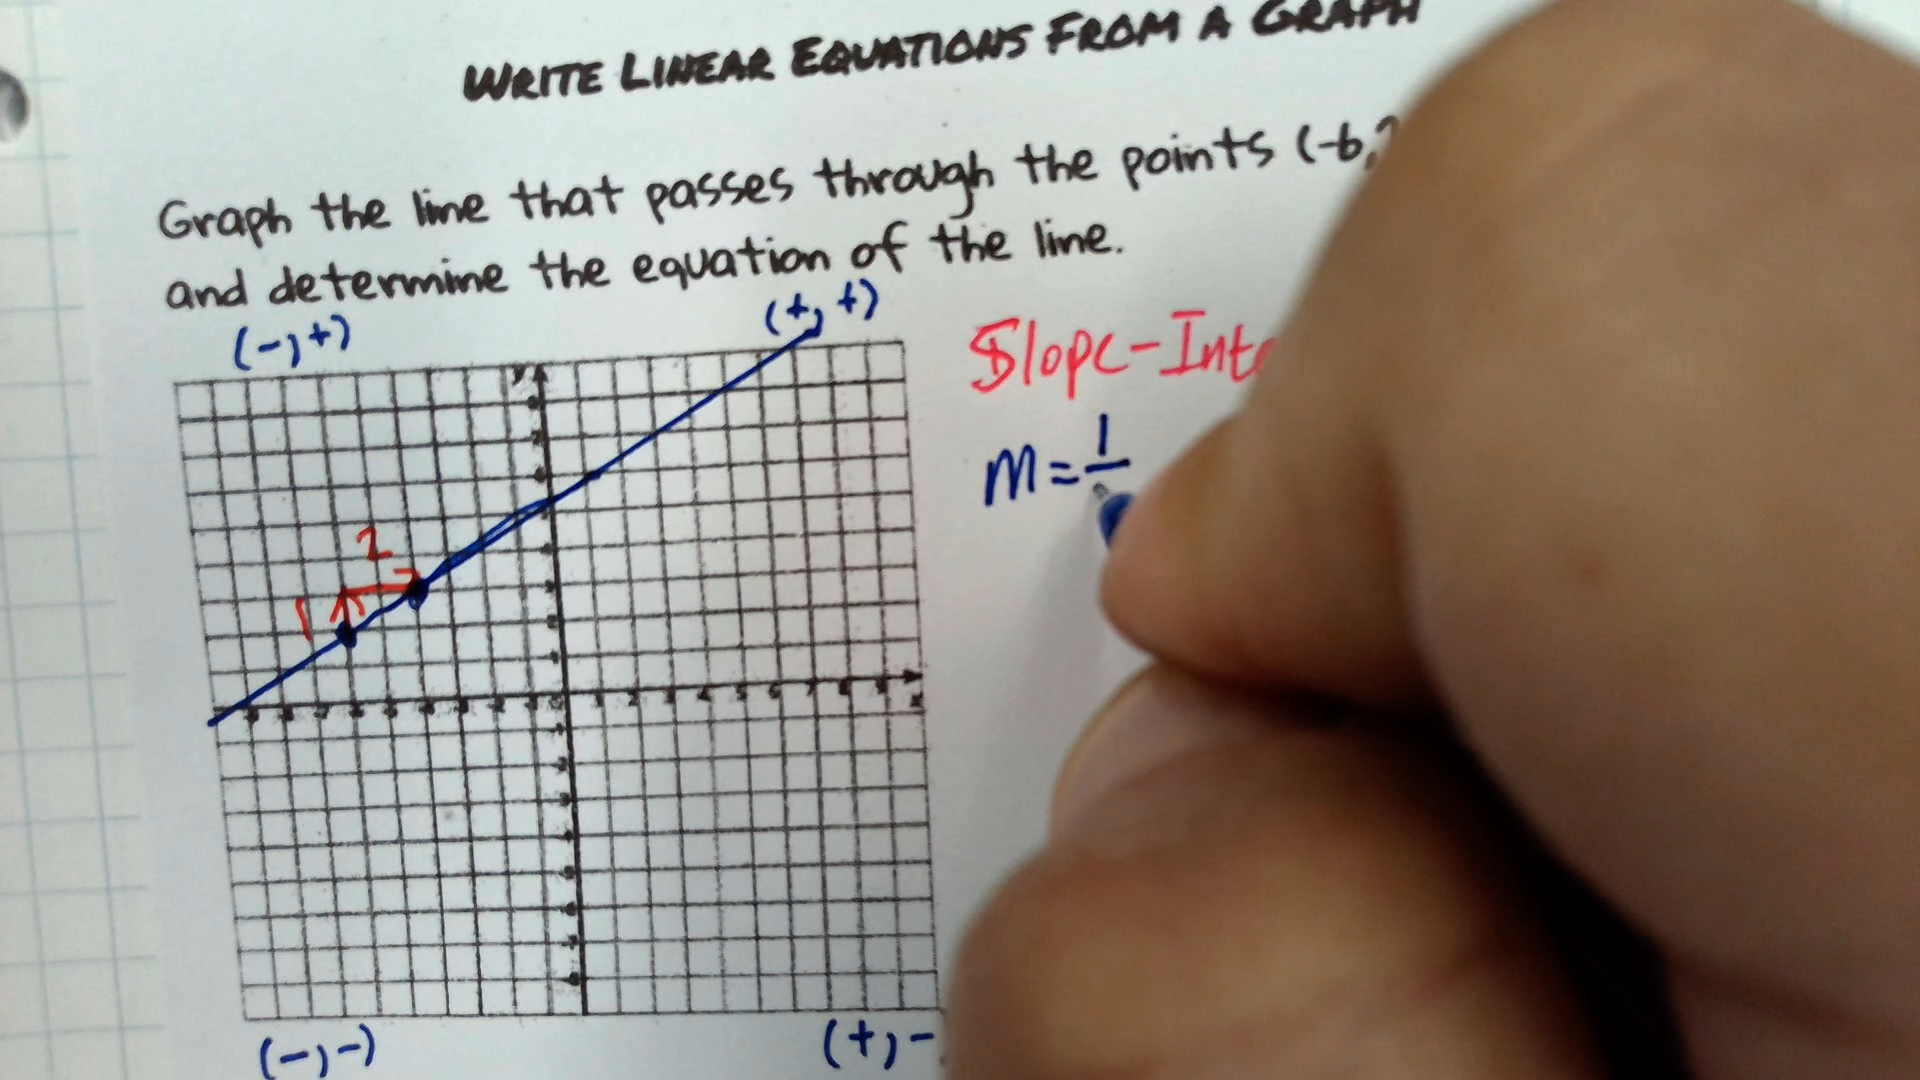 WRITE LINEAR EQUATIONS FROM A GRAPH
Graph the line that passes through the points (-6,
and determine the equation of the line.
(-,+)
(+,+)
Slope-Inte
m=1
2
1
(-,-)
(+,-